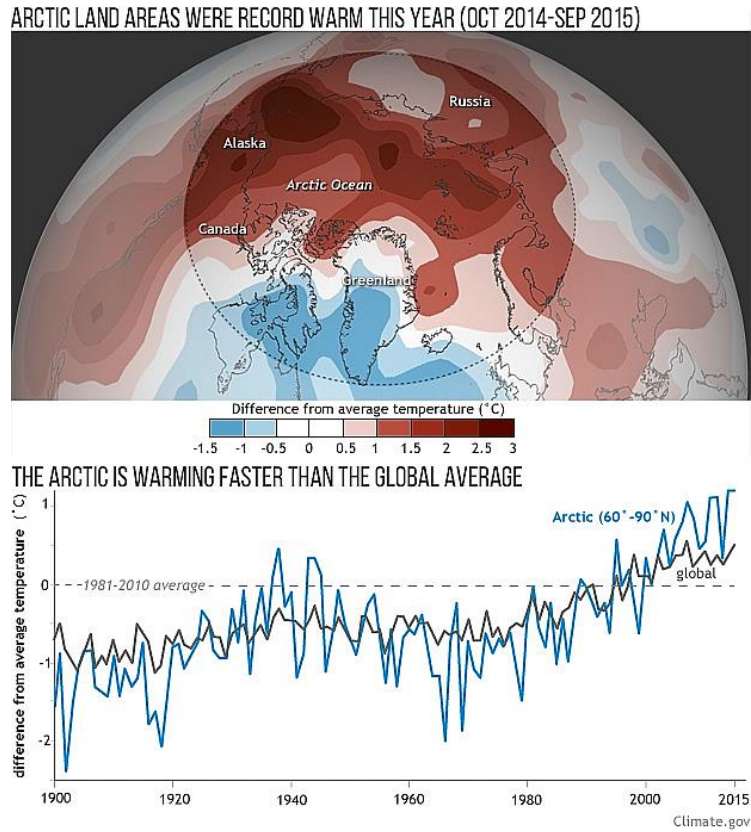 ARCTIC LAND AREAS WERE RECORD WARM THIS YEAR (OCT 2014-SEP 2015)
Russia
Alaska
Arctic Ocean
Canada
Greenland
Difference from average temperature (°C)
-1.5 -1 -0.5 0 0.5 1 1.5 2 2.5 3
THE ARCTIC IS WARMING FASTER THAN THE GLOBAL AVERAGE
difference from average temperature (°C)
1
Arctic (60°-90°N)
global
0
1981-2010 average
-1
-2
1900 1920 1940 1960 1980 2000 2015
Climate.gov